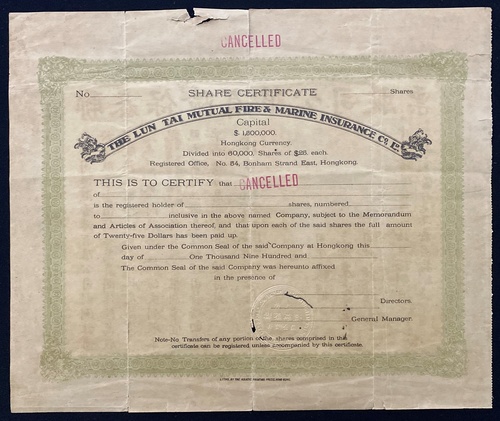 CANCELLED
No
SHARE CERTIFICATE
Shares
THE LUN TAI MUTUAL FIRE & MARINE INSURANCE Co Ld.
Capital
$ 1,500,000.
Hongkong Currency.
Divided into 60,000, Shares of $25. each.
Registered Office, No. 54, Bonham Strand East, Hongkong.
THIS IS TO CERTIFY that CANCELLED
of
is the registered holder of shares, numbered
to inclusive in the above named Company, subject to the Memorandum
and Articles of Association thereof, and that upon each of the said shares the full amount
of Twenty-five Dollars has been paid up.
Given under the Common Seal of the said Company at Hongkong this
day of One Thousand Nine Hundred and
The Common Seal of the said Company was hereunto affixed
in the presence of
Directors.
General Manager.
Note-No Transfers of any portion of the shares comprised in this
certificate can be registered unless accompanied by this certificate.